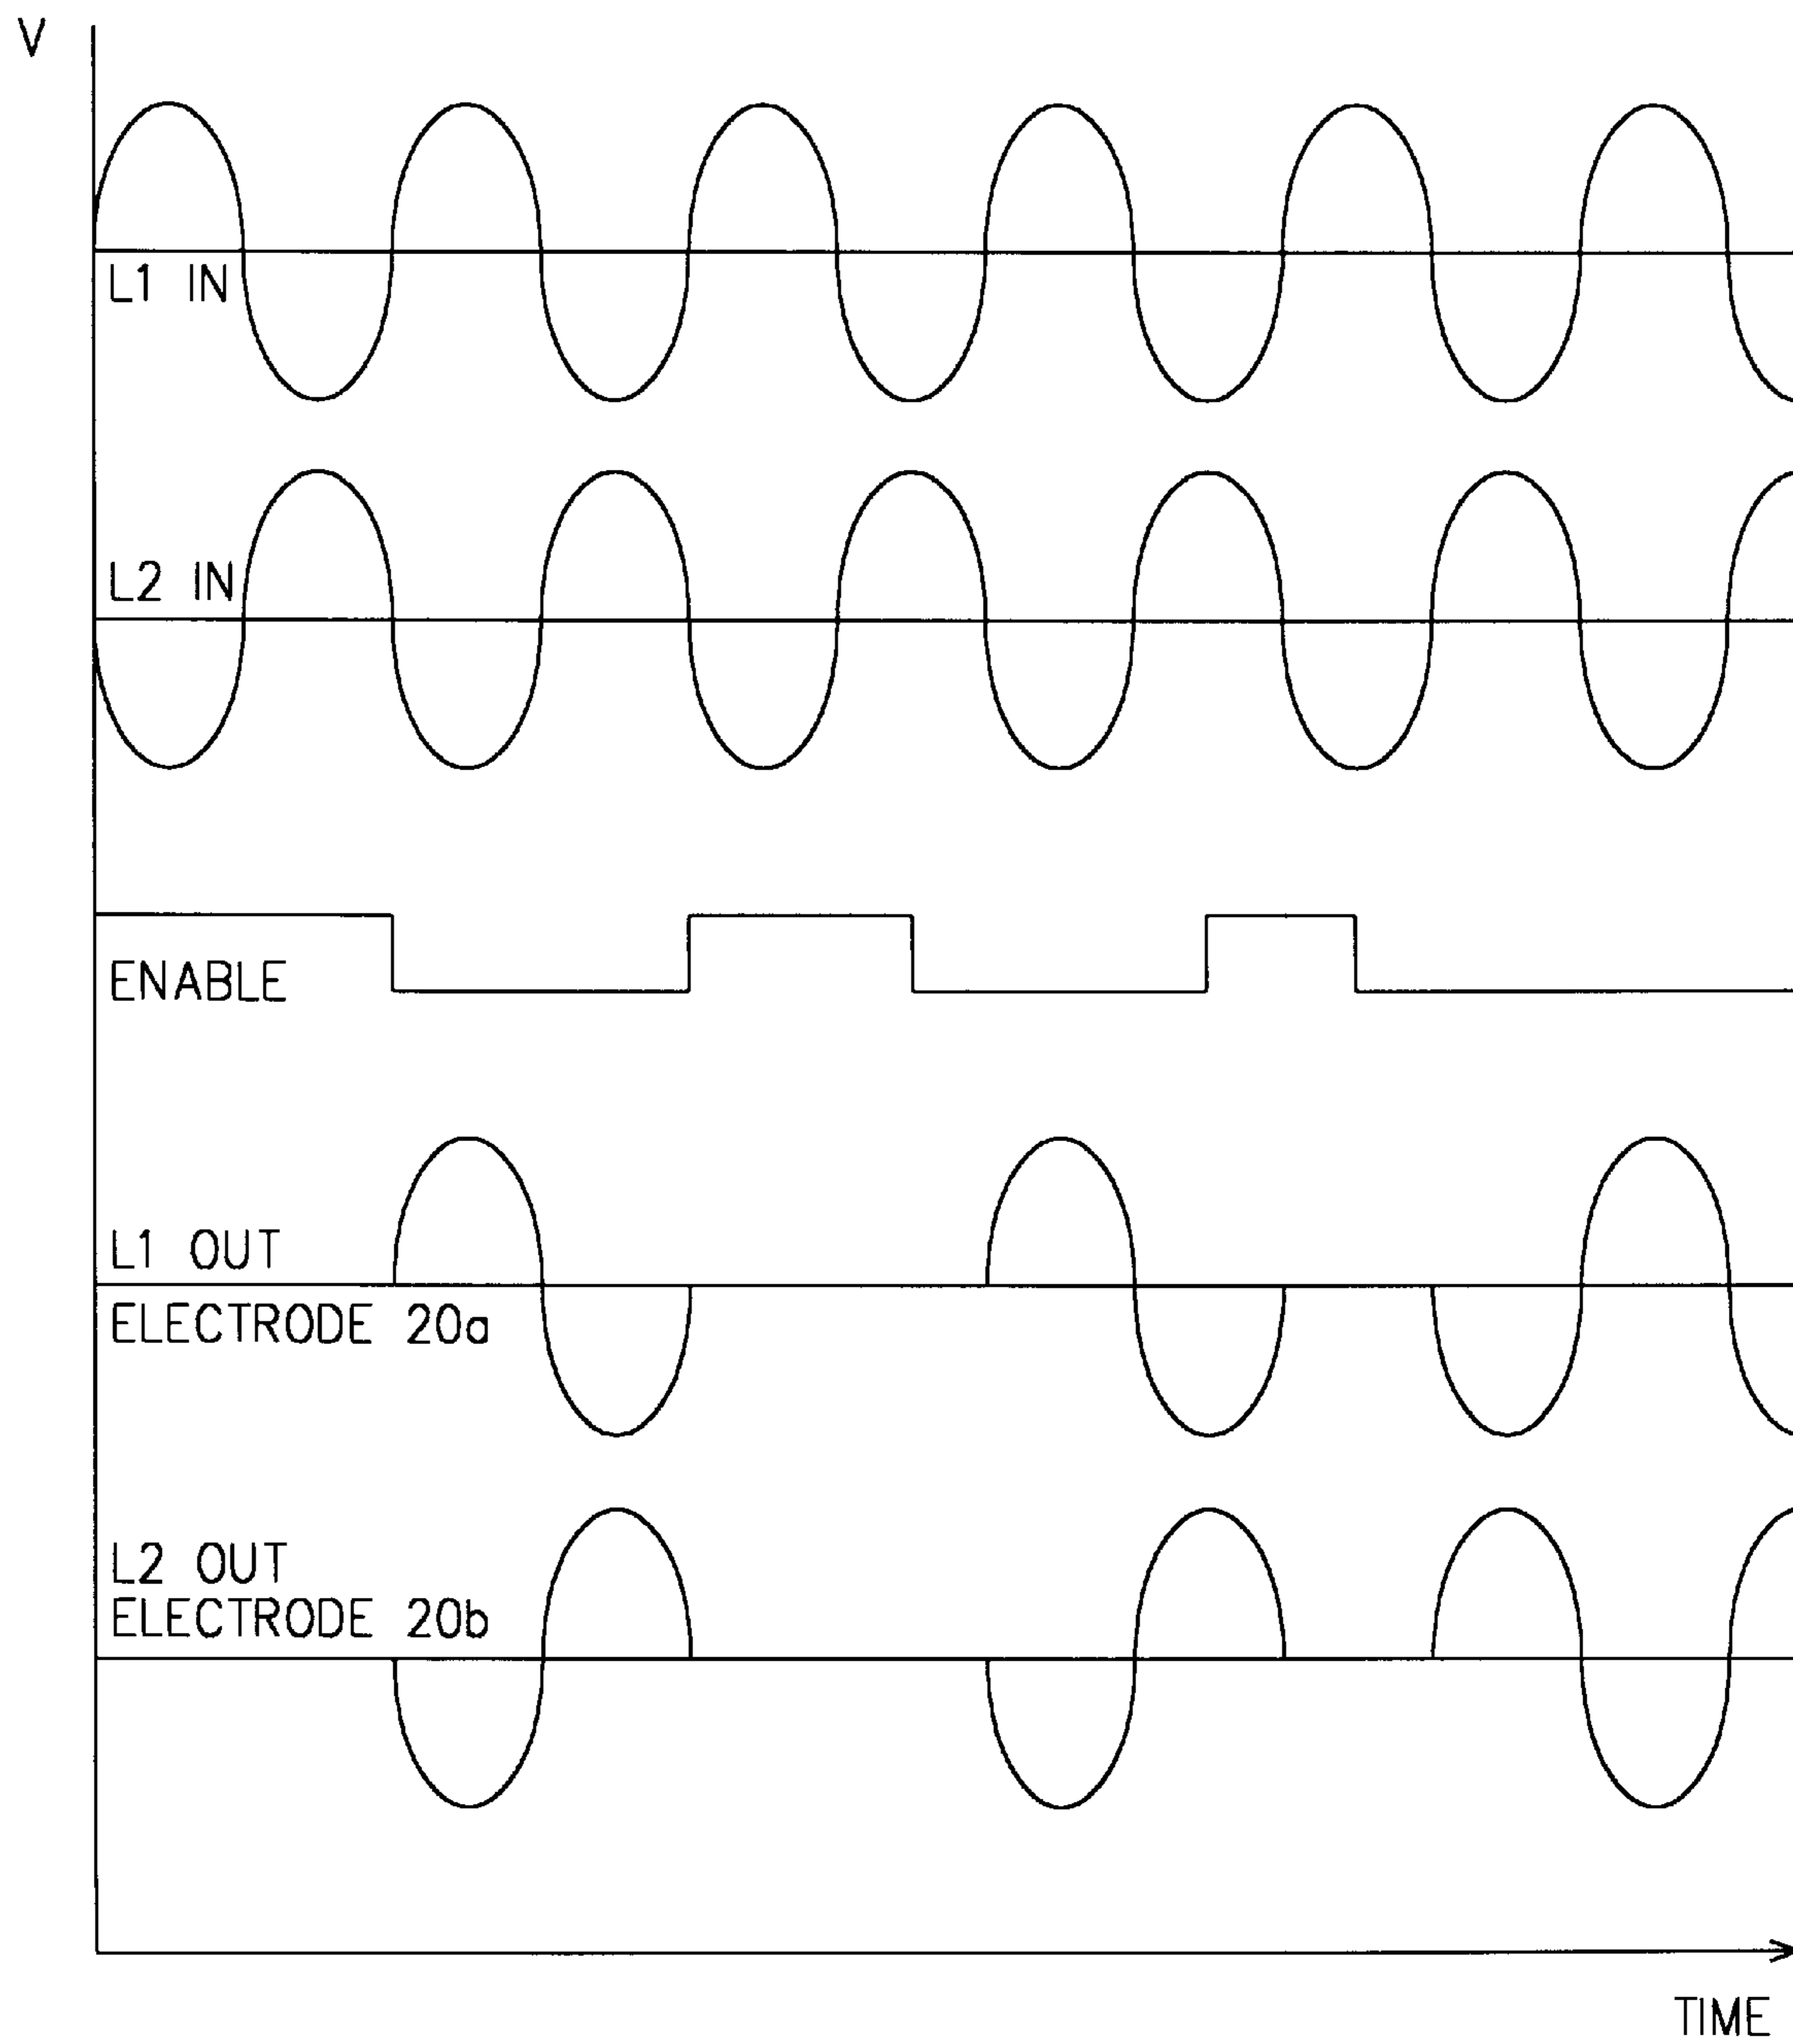 V
L1 IN
L2 IN
ENABLE
L1 OUT
ELECTRODE 20a
L2 OUT
ELECTRODE 20b
TIME